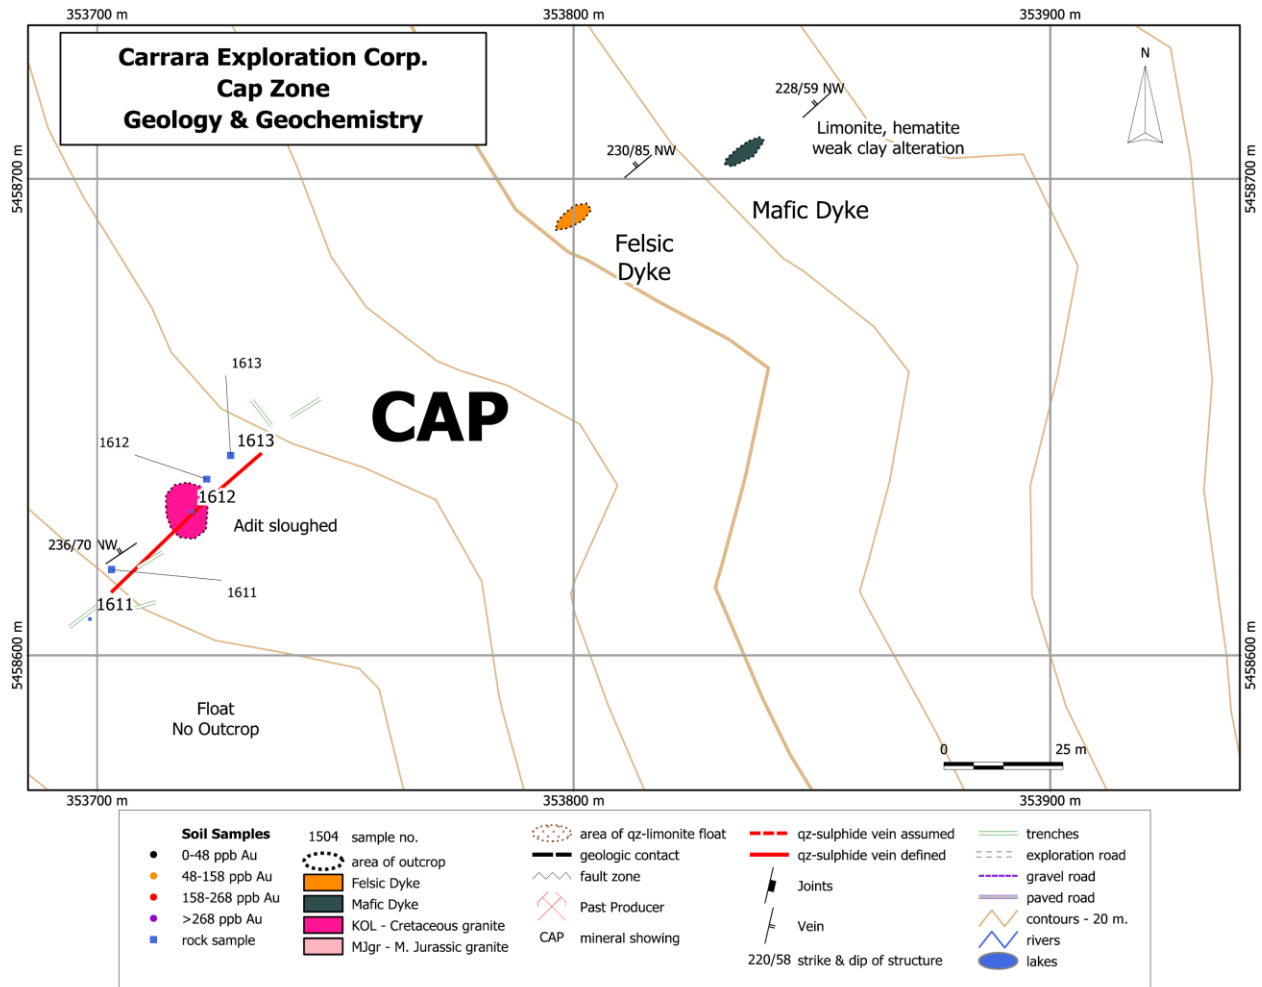 353700 m
353800 m
353900 m
Carrara Exploration Corp.
Cap Zone
Geology & Geochemistry
N
228/59 NW
Limonite, hematite
weak clay alteration
230/85 NW
5458700 m
5458700 m
Mafic Dyke
Felsic
Dyke
1613
CAP
1613
1612
1612
Adit sloughed
236/70 NW
1611
1611
5458600 m
5458600 m
Float
No Outcrop
0
25 m
353700 m
353800 m
353900 m
Soil Samples
0-48 ppb Au
48-158 ppb Au
158-268 ppb Au
>268 ppb Au
rock sample
1504 sample no.
area of outcrop
Felsic Dyke
Mafic Dyke
KOL - Cretaceous granite
MJgr - M. Jurassic granite
area of qz-limonite float
geologic contact
fault zone
Past Producer
CAP mineral showing
qz-sulphide vein assumed
qz-sulphide vein defined
Joints
Vein
220/58 strike & dip of structure
trenches
exploration road
gravel road
paved road
contours - 20 m.
rivers
lakes